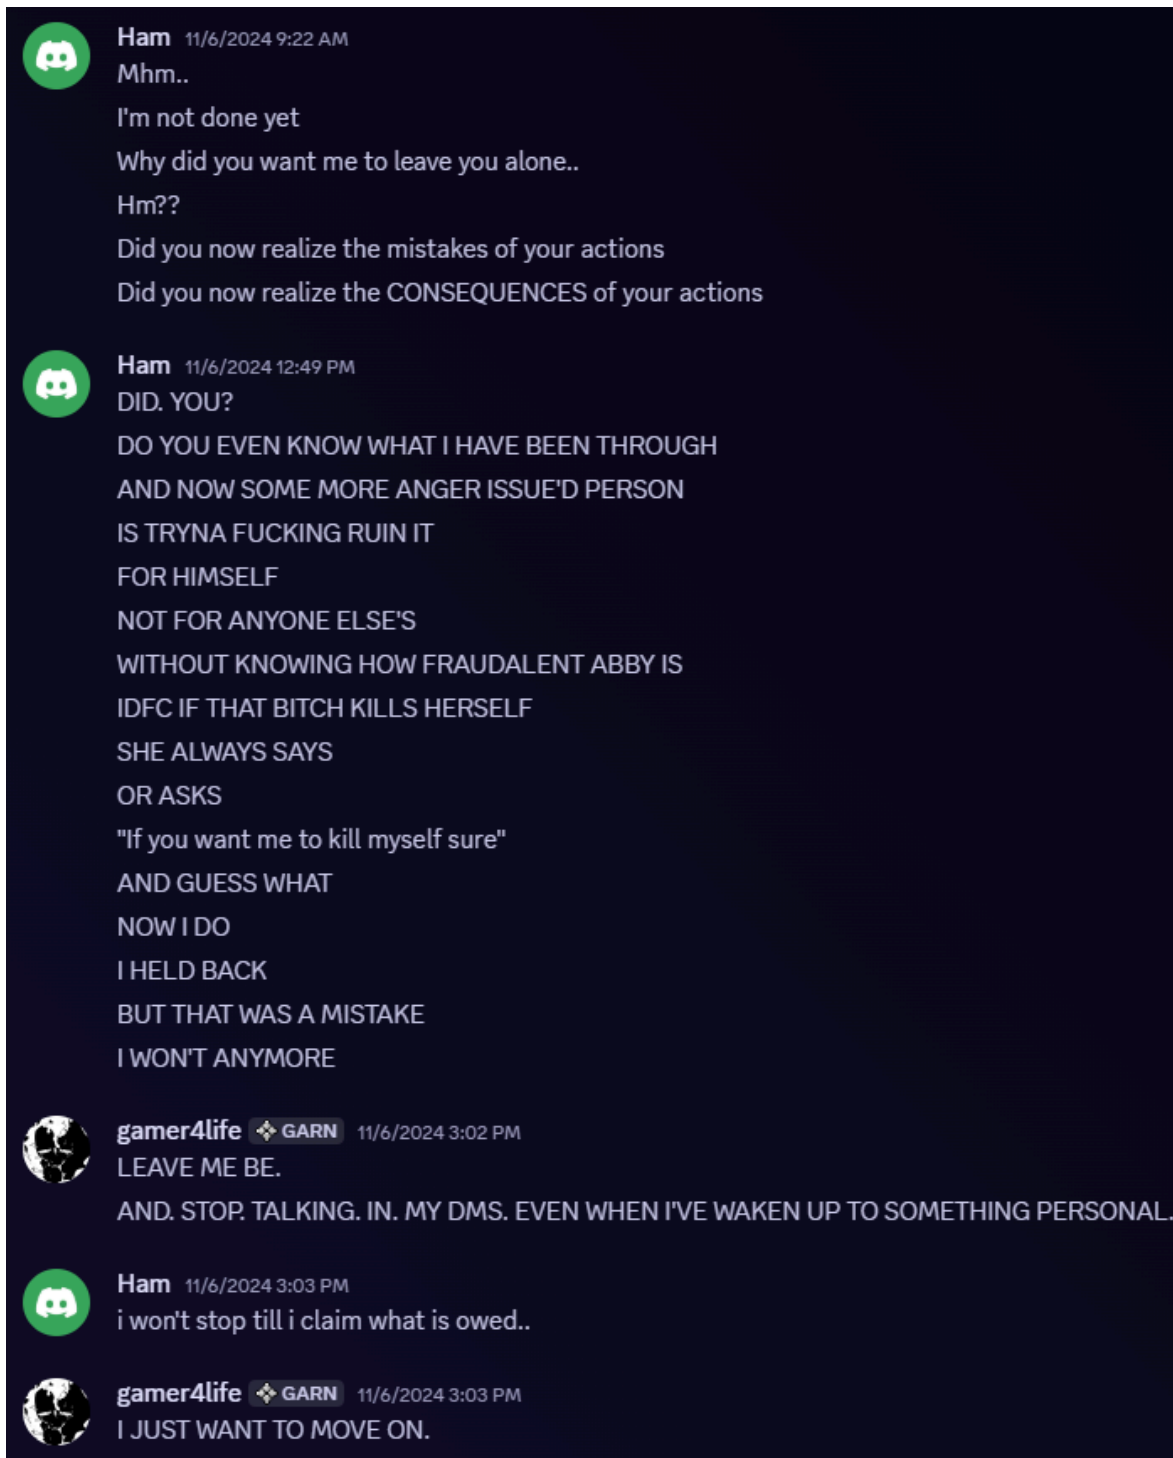 Ham 11/6/2024 9:22 AM
Mhm..
I'm not done yet
Why did you want me to leave you alone..
Hm??
Did you now realize the mistakes of your actions
Did you now realize the CONSEQUENCES of your actions
Ham 11/6/2024 12:49 PM
DID. YOU?
DO YOU EVEN KNOW WHAT I HAVE BEEN THROUGH
AND NOW SOME MORE ANGER ISSUE'D PERSON
IS TRYNA FUCKING RUIN IT
FOR HIMSELF
NOT FOR ANYONE ELSE'S
WITHOUT KNOWING HOW FRAUDALENT ABBY IS
IDFC IF THAT BITCH KILLS HERSELF
SHE ALWAYS SAYS
OR ASKS
"If you want me to kill myself sure"
AND GUESS WHAT
NOW I DO
I HELD BACK
BUT THAT WAS A MISTAKE
I WON'T ANYMORE
gamer4life GARN 11/6/2024 3:02 PM
LEAVE ME BE.
AND. STOP. TALKING. IN. MY DMS. EVEN WHEN I'VE WAKEN UP TO SOMETHING PERSONAL.
Ham 11/6/2024 3:03 PM
i won't stop till i claim what is owed..
gamer4life GARN 11/6/2024 3:03 PM
I JUST WANT TO MOVE ON.